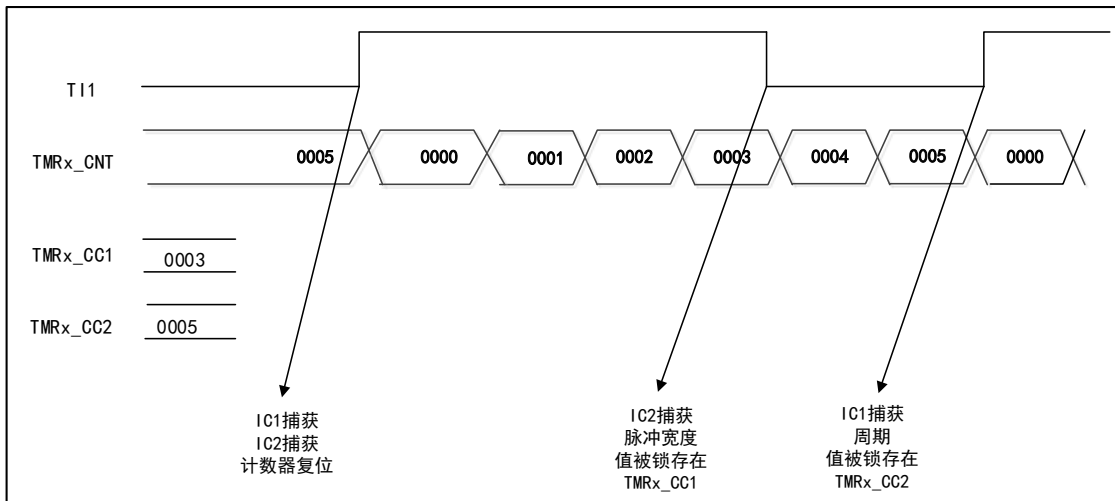 TI1
TMRx_CNT
0005 0000 0001 0002 0003 0004 0005 0000
TMRx_CC1
0003
TMRx_CC2
0005
IC1捕获
IC2捕获
计数器复位
IC2捕获
脉冲宽度
值被锁存在
TMRx_CC1
IC1捕获
周期
值被锁存在
TMRx_CC2